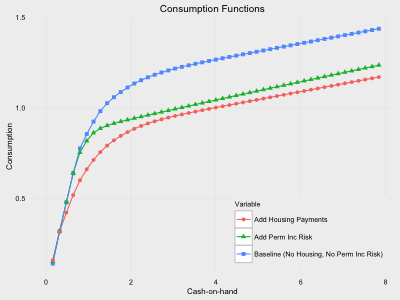 Consumption Functions
1.5
1.0
0.5
Consumption
0
2
4
6
8
Cash-on-hand
Variable
Add Housing Payments
Add Perm Inc Risk
Baseline (No Housing, No Perm Inc Risk)